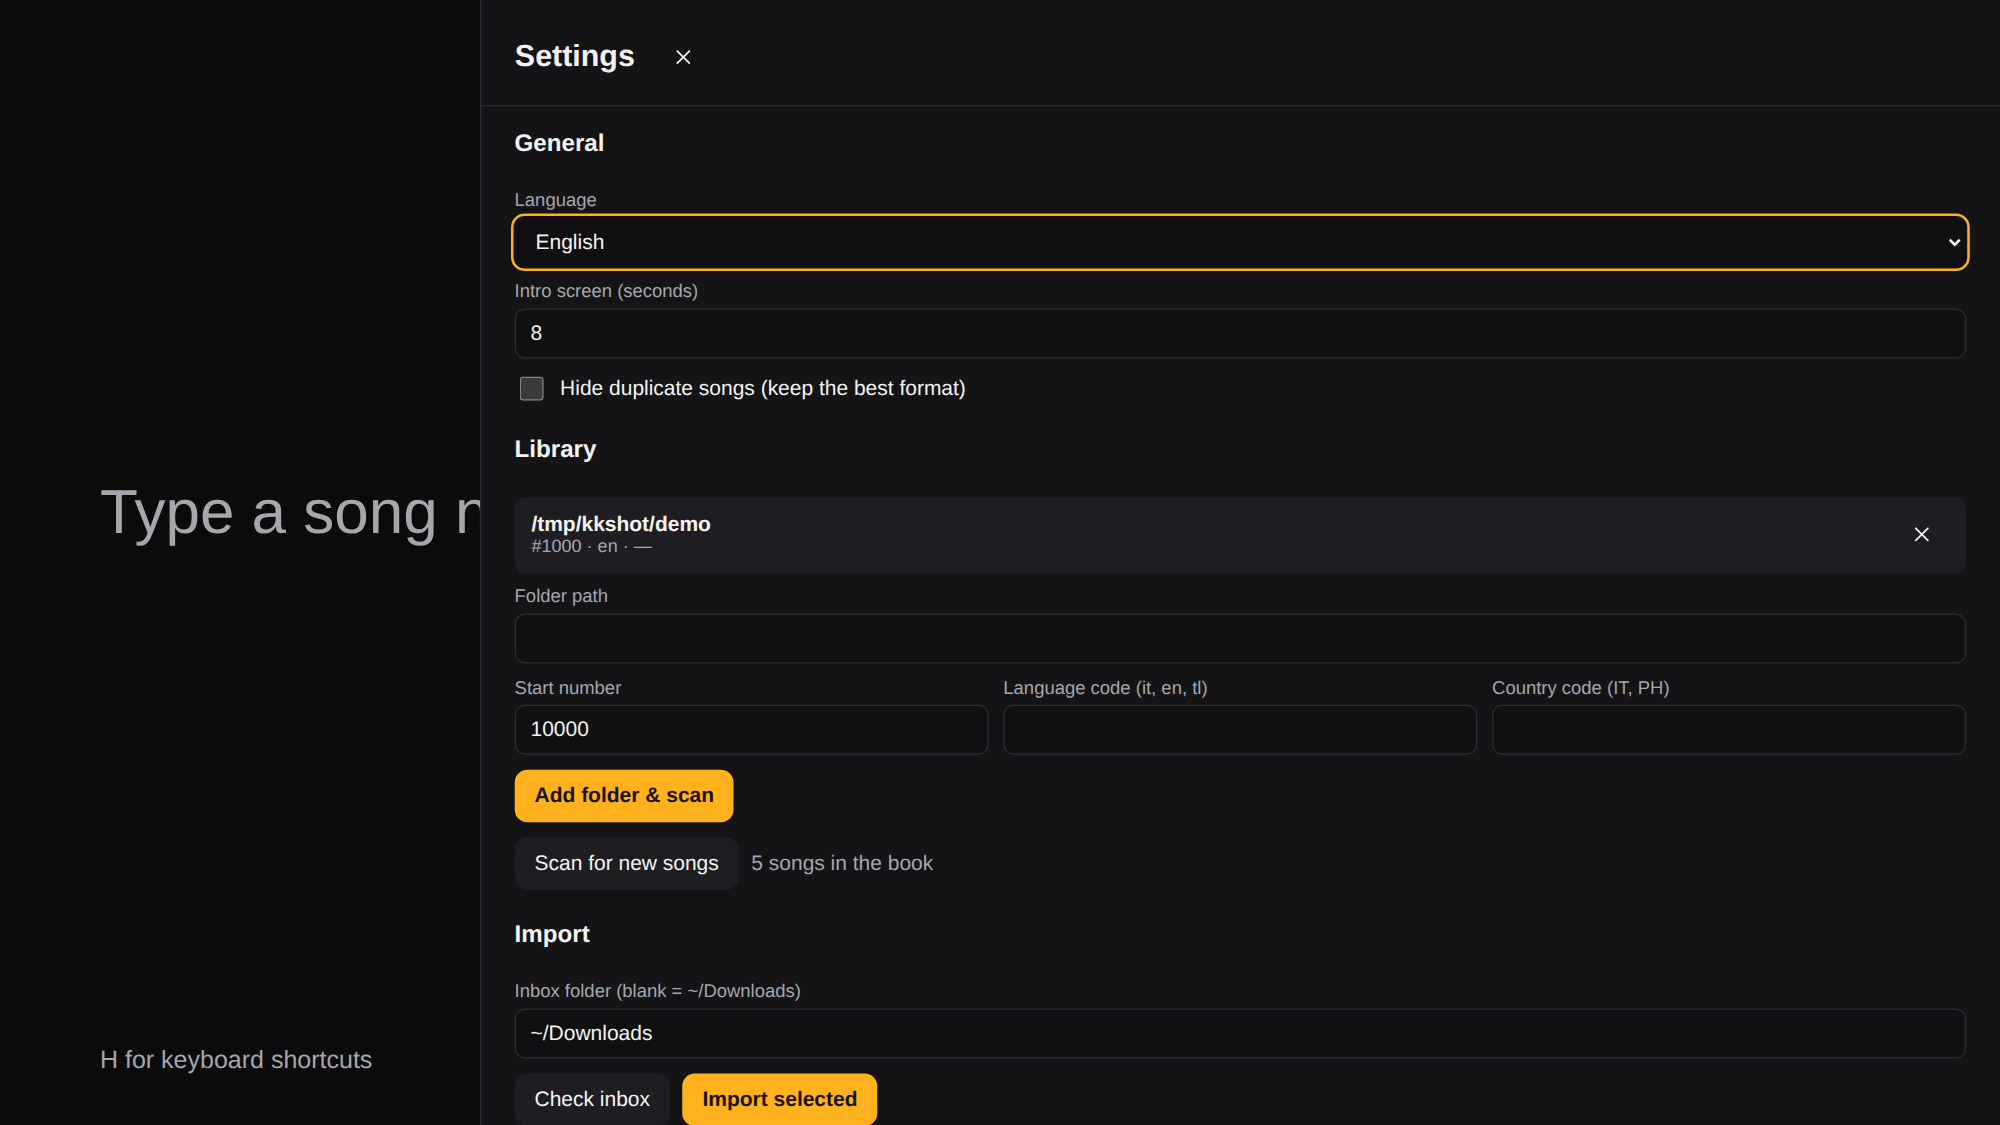 Settings
General
Language
English
Intro screen (seconds)
8
Hide duplicate songs (keep the best format)
Library
/tmp/kkshot/demo
#1000 · en · —
Folder path
Start number
Language code (it, en, tl)
Country code (IT, PH)
10000
Add folder & scan
Scan for new songs
5 songs in the book
Import
Inbox folder (blank = ~/Downloads)
~/Downloads
Check inbox
Import selected
Type a song
H for keyboard shortcuts